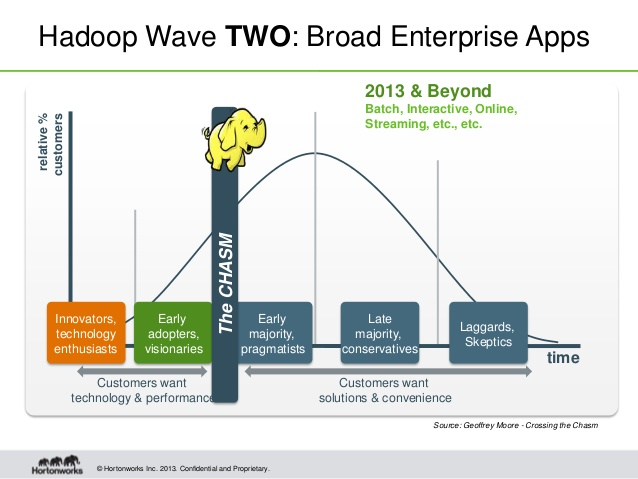 Hadoop Wave TWO: Broad Enterprise Apps
2013 & Beyond
Batch, Interactive, Online,
Streaming, etc., etc.
relative %
customers
The CHASM
Innovators,
technology
enthusiasts
Early
adopters,
visionaries
Early
majority,
pragmatists
Late
majority,
conservatives
Laggards,
Skeptics
time
Customers want
technology & performance
Customers want
solutions & convenience
Source: Geoffrey Moore - Crossing the Chasm
Hortonworks
© Hortonworks Inc. 2013. Confidential and Proprietary.